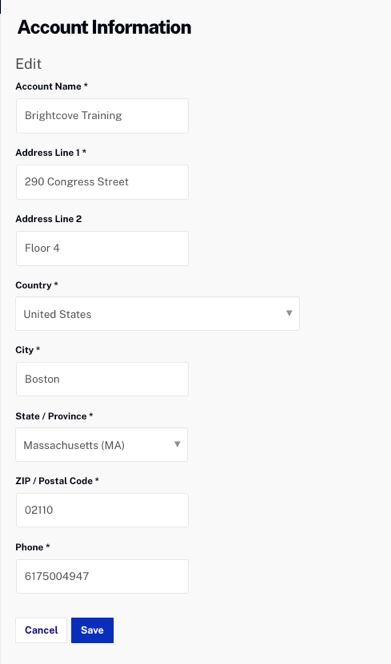 Account Information
Edit
Account Name *
Brightcove Training
Address Line 1 *
290 Congress Street
Address Line 2
Floor 4
Country *
United States
City *
Boston
State / Province *
Massachusetts (MA)
ZIP / Postal Code *
02110
Phone *
6175004947
Cancel Save